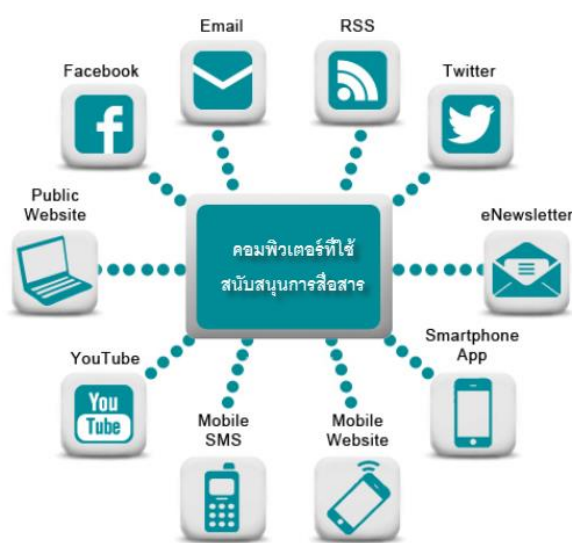 Email
RSS
Facebook
Twitter
Public
Website
คอมพิวเตอร์ที่ใช้
สนับสนุนการสื่อสาร
eNewsletter
YouTube
You
Tube
Smartphone
App
Mobile
SMS
Mobile
Website